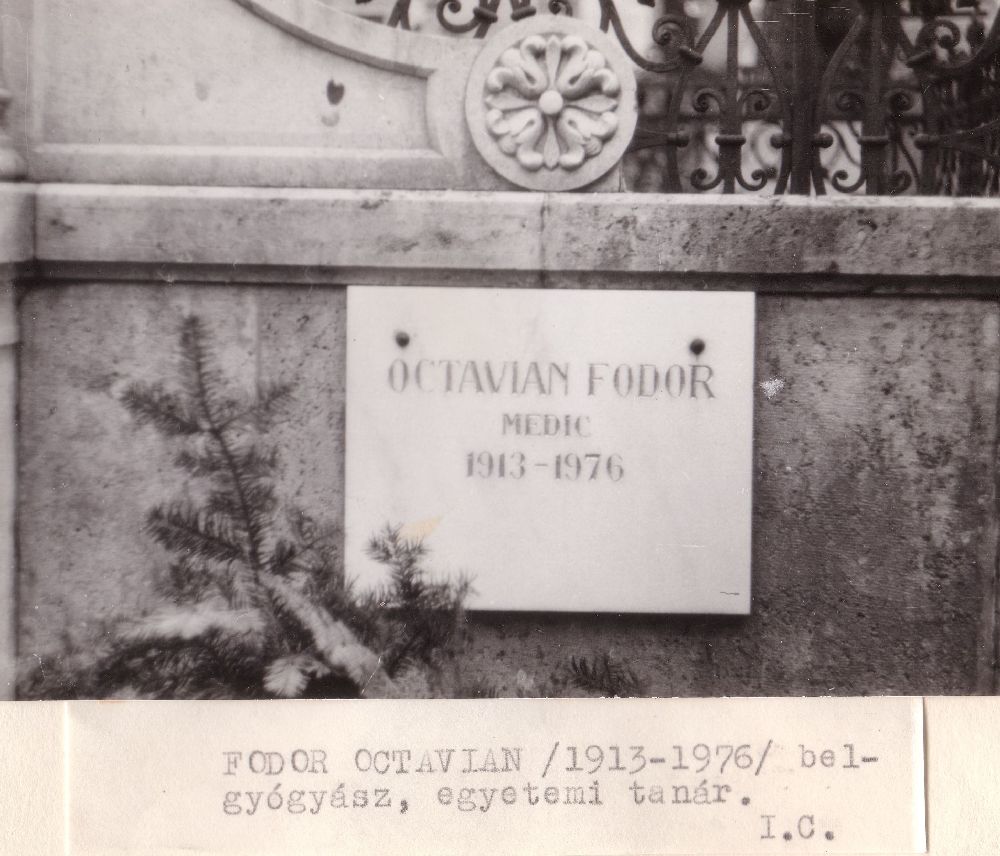 OCTAVIAN FODOR
MEDIC
1913-1976
FODOR OCTAVIAN /1913-1976/ bel-
gyógyász, egyetemi tanár.
I.C.